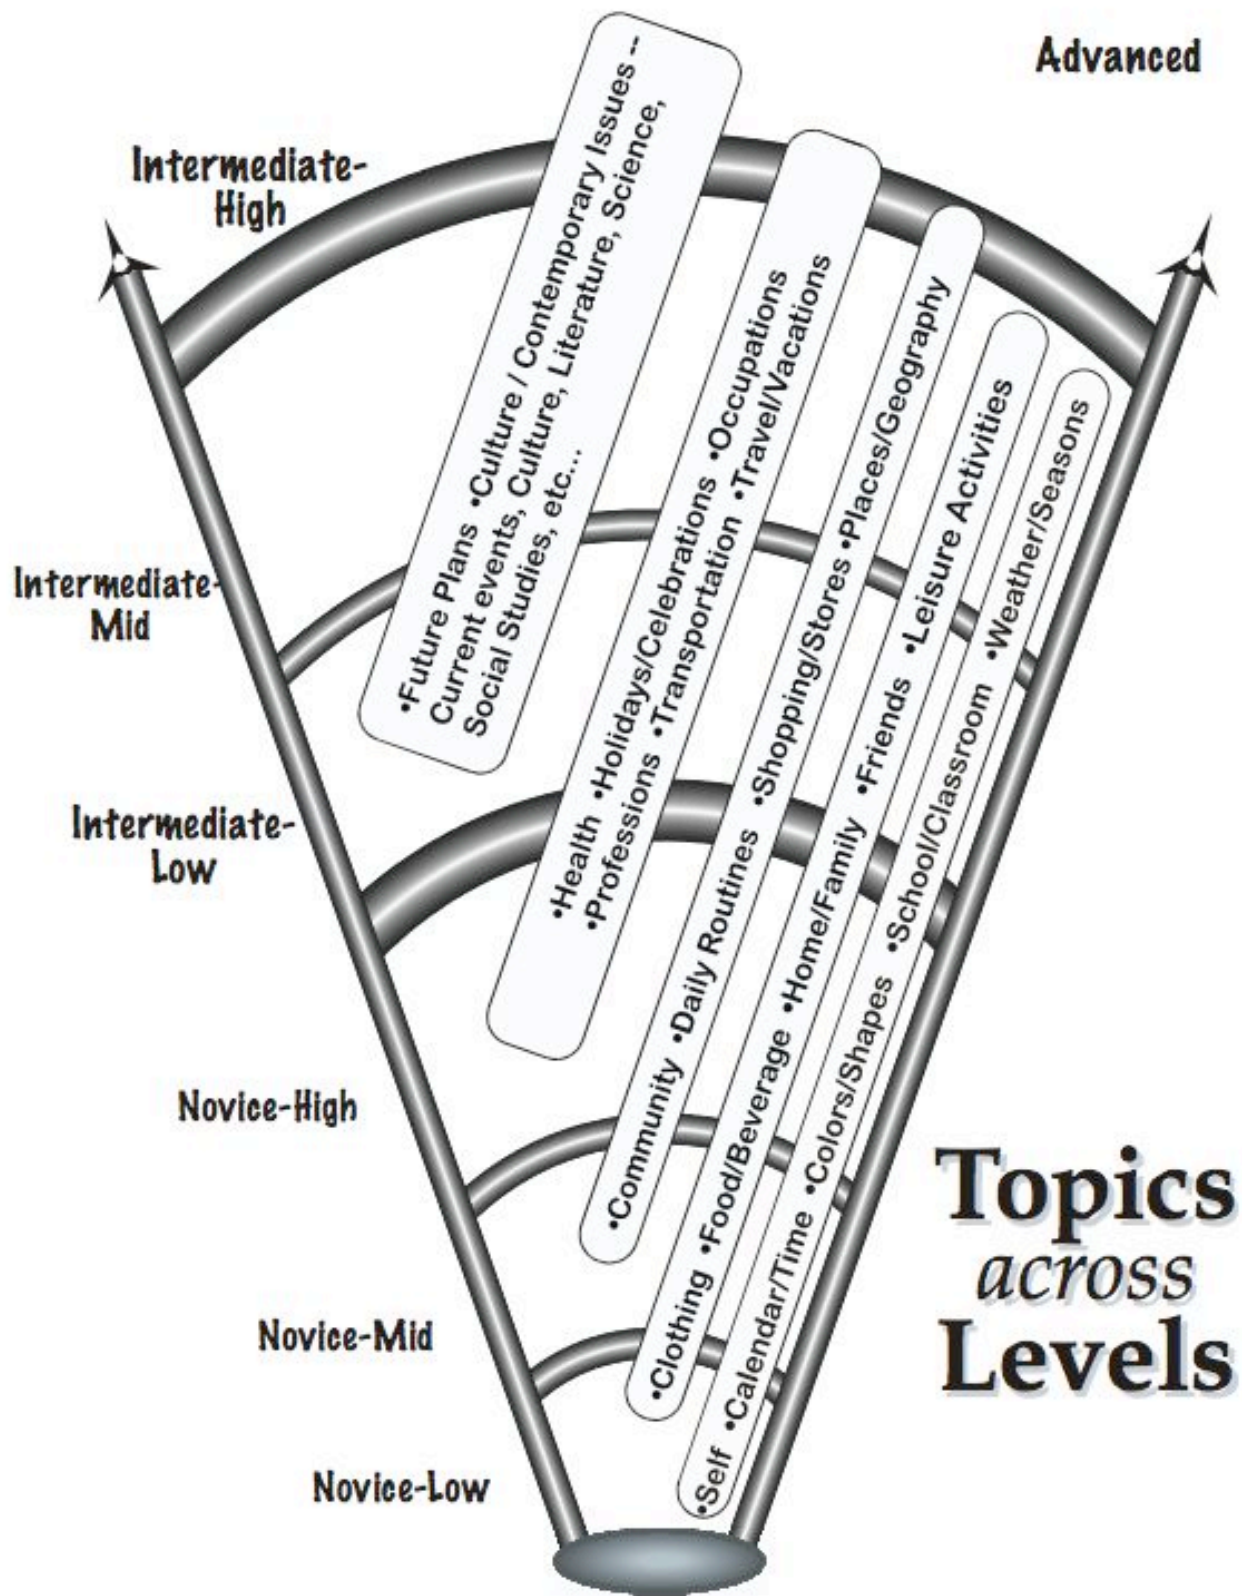 Advanced
Intermediate-
High
Intermediate-
Mid
Intermediate-
Low
Novice-High
Novice-Mid
Novice-Low
•Future Plans •Culture / Contemporary Issues --
Current events, Culture, Literature, Science,
Social Studies, etc...
•Health •Holidays/Celebrations •Occupations
•Professions •Transportation •Travel/Vacations
•Community •Daily Routines •Shopping/Stores •Places/Geography
•Clothing •Food/Beverage •Home/Family •Friends •Leisure Activities
•Self •Calendar/Time •Colors/Shapes •School/Classroom •Weather/Seasons
Topics
across
Levels